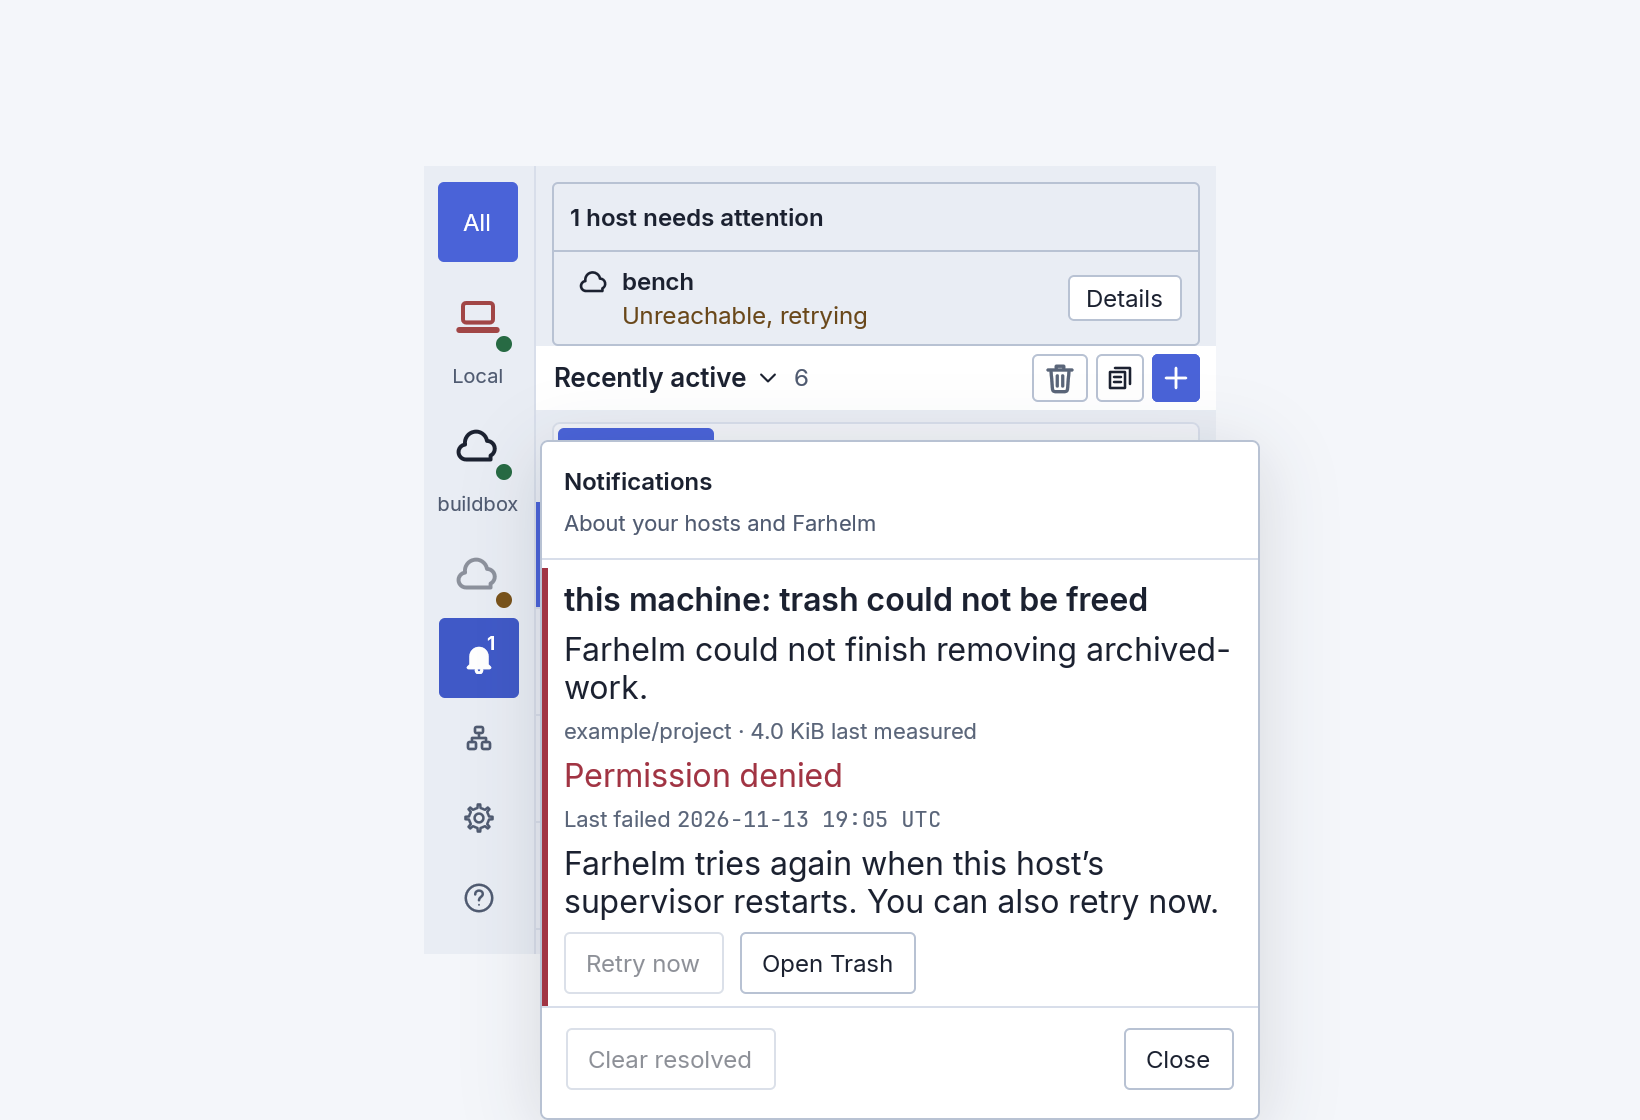 All
1 host needs attention
bench
Unreachable, retrying
Details
Local
Recently active 6
buildbox
1
Notifications
About your hosts and Farhelm
this machine: trash could not be freed
Farhelm could not finish removing archived-
work.
example/project · 4.0 KiB last measured
Permission denied
Last failed 2026-11-13 19:05 UTC
Farhelm tries again when this host’s
supervisor restarts. You can also retry now.
Retry now
Open Trash
Clear resolved
Close